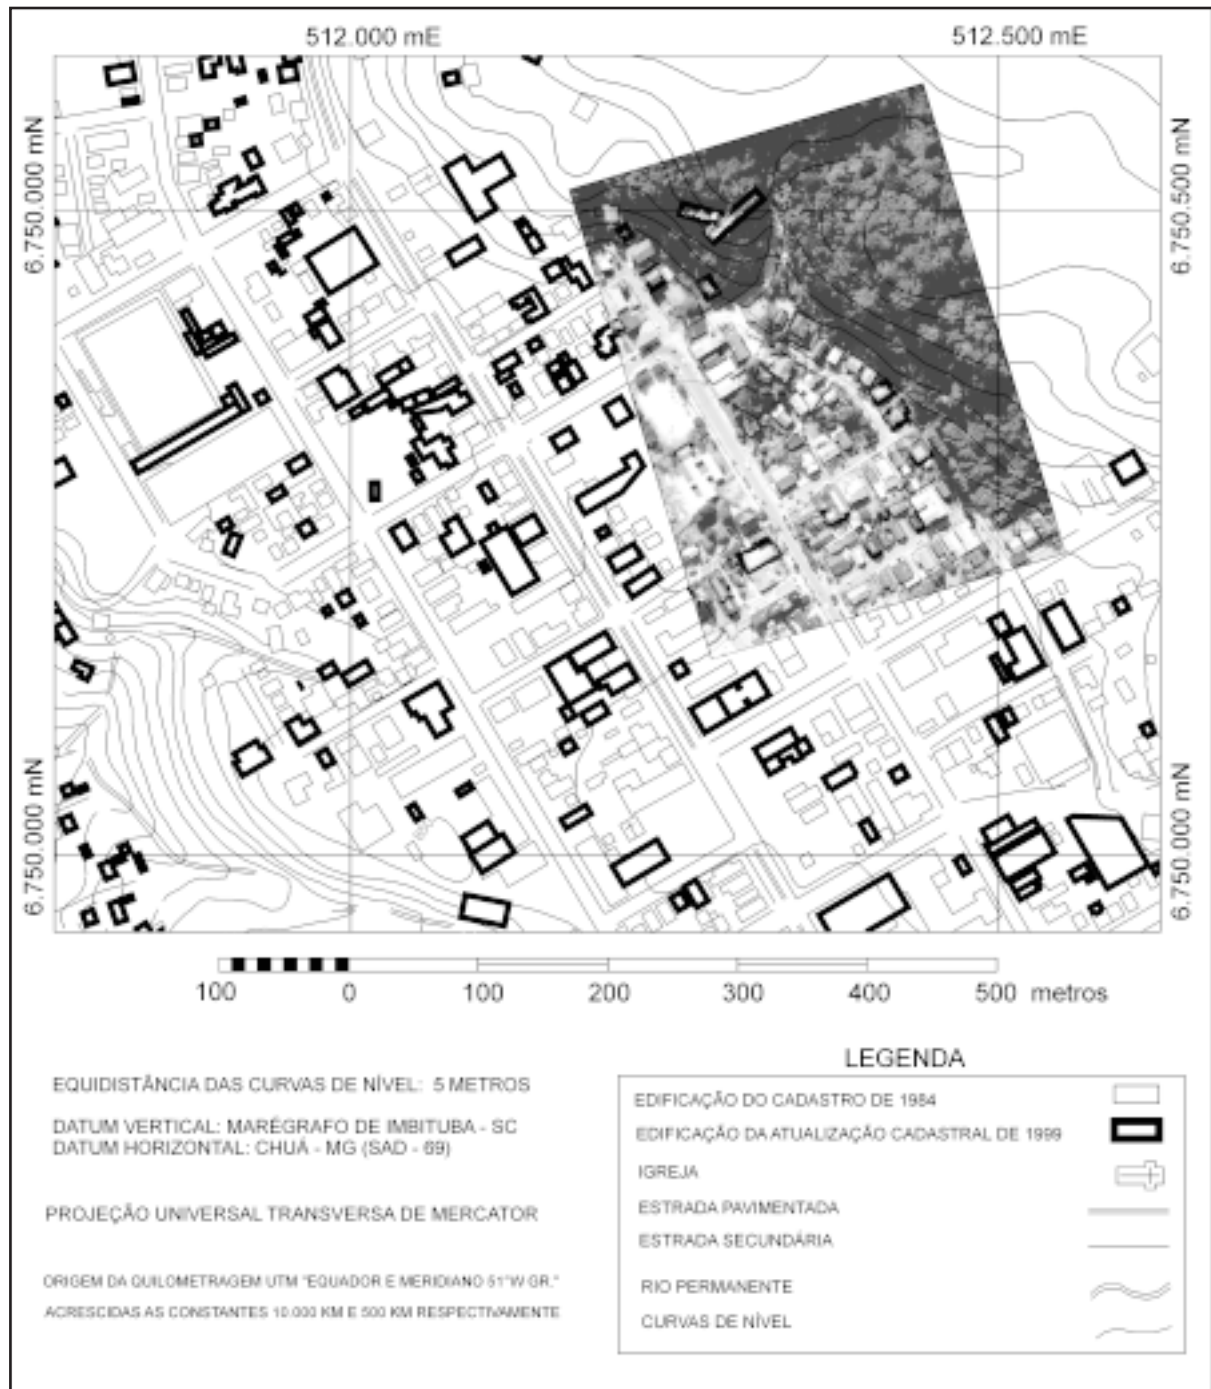 512.000 mE
512.500 mE
6.750.000 mN
6.750.500 mN
6.750.000 mN
6.750.000 mN
100 0 100 200 300 400 500 metros
EQUIDISTÂNCIA DAS CURVAS DE NÍVEL: 5 METROS
DATUM VERTICAL: MARÉGRAFO DE IMBITUBA - SC
DATUM HORIZONTAL: CHUÁ - MG (SAD - 69)
PROJEÇÃO UNIVERSAL TRANSVERSA DE MERCATOR
ORIGEM DA QUILOMETRAGEM UTM "EQUADOR E MERIDIANO 51°W GR."
ACRESCIDAS AS CONSTANTES 10.000 KM E 500 KM RESPECTIVAMENTE
LEGENDA
EDIFICAÇÃO DO CADASTRO DE 1984
EDIFICAÇÃO DA ATUALIZAÇÃO CADASTRAL DE 1999
IGREJA
ESTRADA PAVIMENTADA
ESTRADA SECUNDÁRIA
RIO PERMANENTE
CURVAS DE NÍVEL